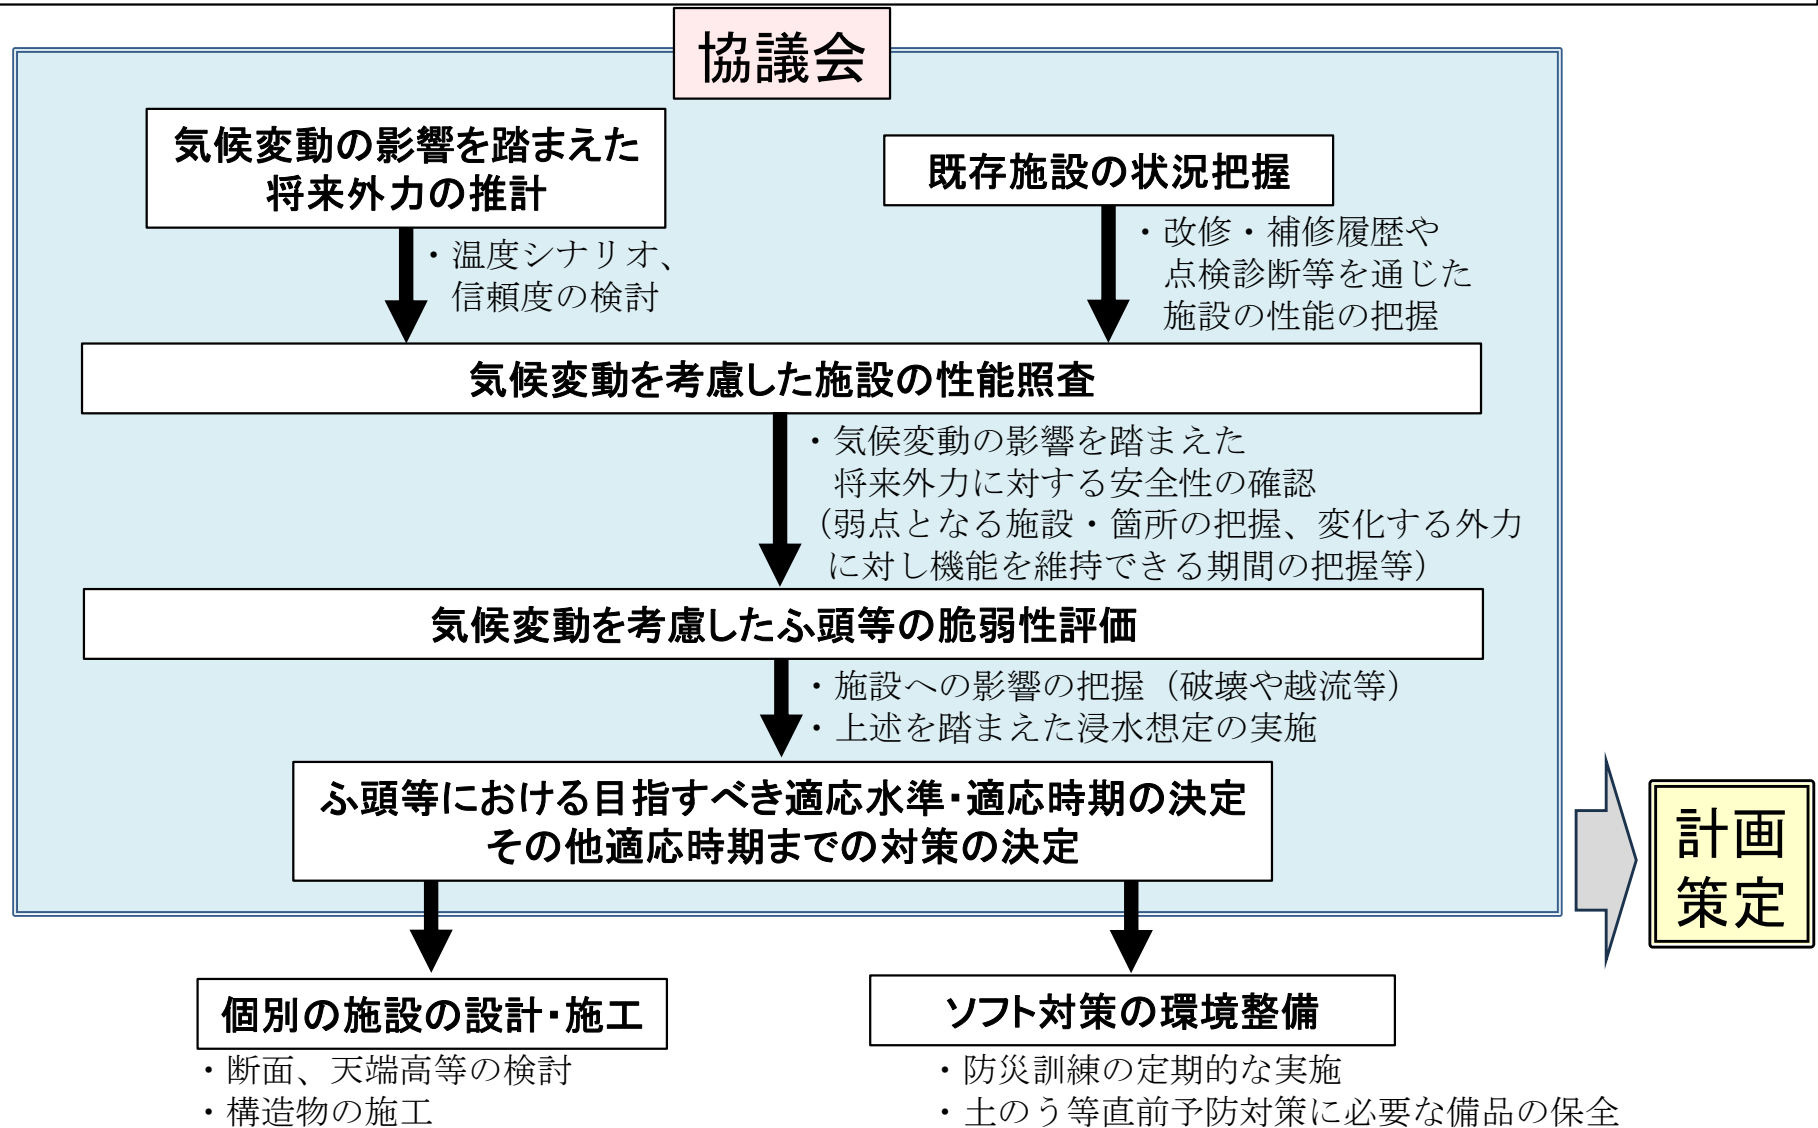 協議会
気候変動の影響を踏まえた
将来外力の推計
・温度シナリオ、
信頼度の検討
既存施設の状況把握
・改修・補修履歴や
点検診断等を通じた
施設の性能の把握
気候変動を考慮した施設の性能照査
・気候変動の影響を踏まえた
将来外力に対する安全性の確認
（弱点となる施設・箇所の把握、変化する外力
に対し機能を維持できる期間の把握等）
気候変動を考慮したふ頭等の脆弱性評価
・施設への影響の把握（破壊や越流等）
・上述を踏まえた浸水想定の実施
ふ頭等における目指すべき適応水準・適応時期の決定
その他適応時期までの対策の決定
計画
策定
個別の施設の設計・施工
・断面、天端高等の検討
・構造物の施工
ソフト対策の環境整備
・防災訓練の定期的な実施
・土のう等直前予防対策に必要な備品の保全